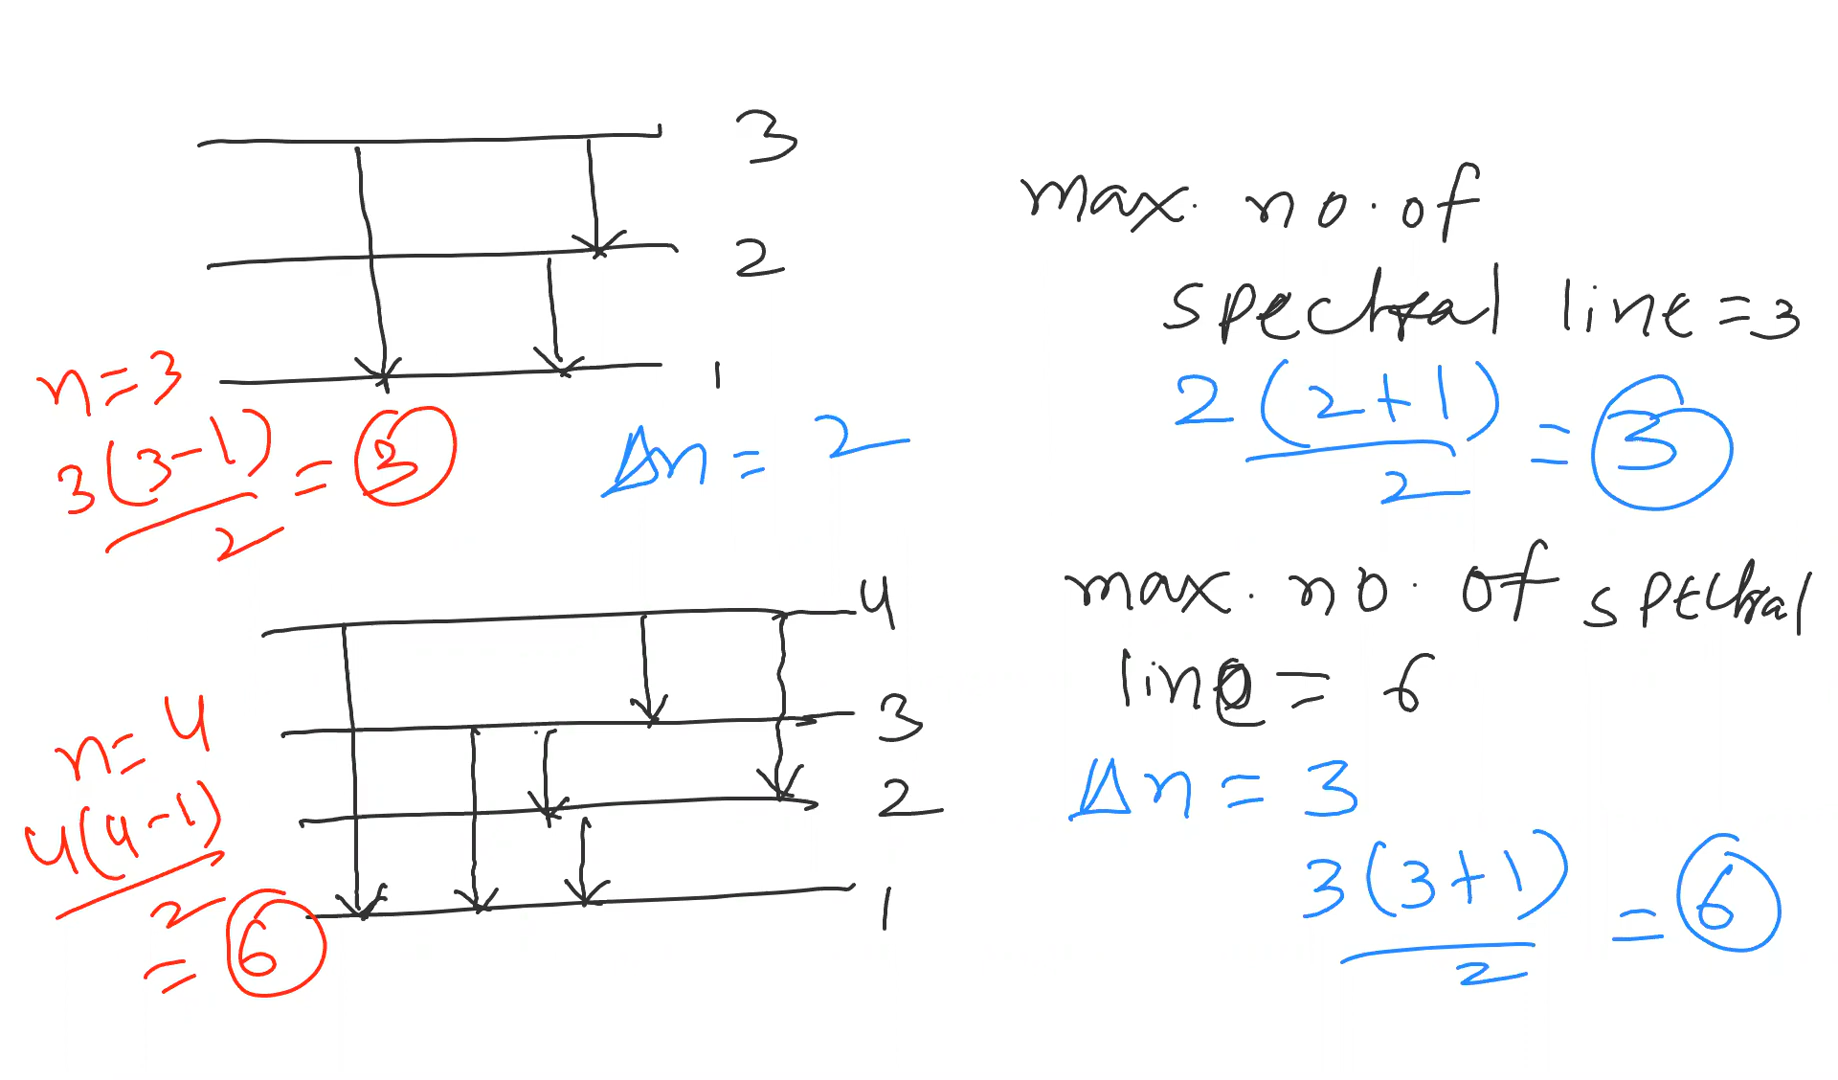 3
2
1
n=3
3(3-1)/2 = 3
Δn = 2
max. no. of
spectral line = 3
2(2+1)/2 = 3
4
3
2
1
n=4
4(4-1)/2
= 6
max. no. of spectral
line = 6
Δn = 3
3(3+1)/2 = 6